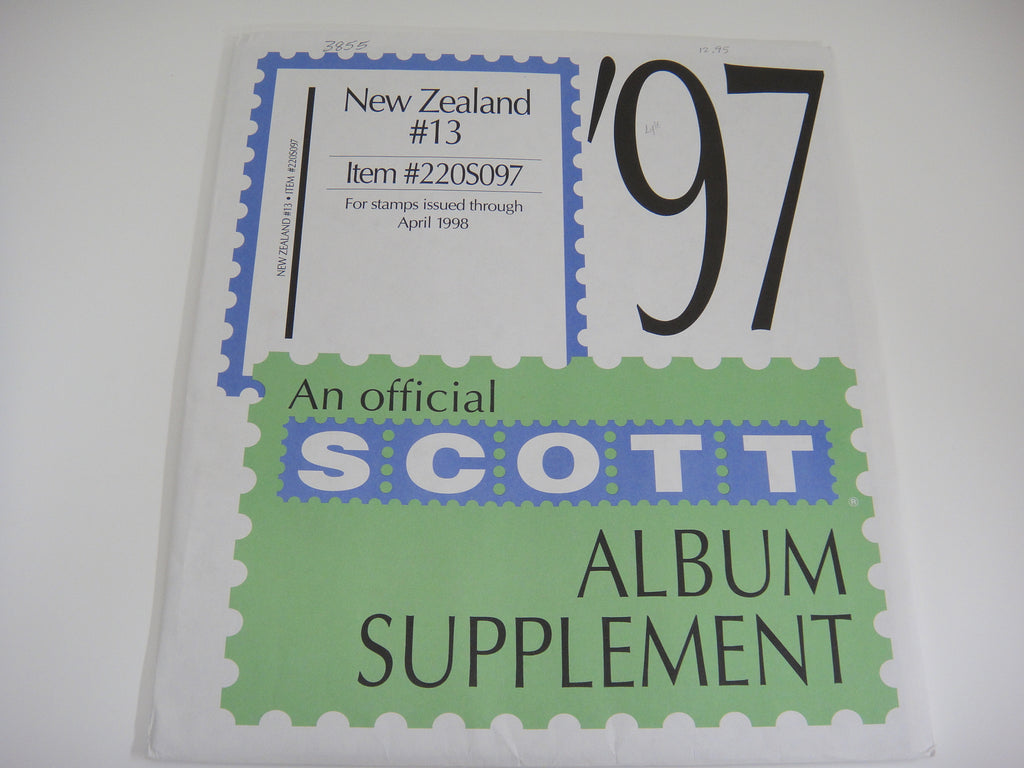 3855
12.95
New Zealand
#13
Item #220S097
For stamps issued through
April 1998
NEW ZEALAND #13 • ITEM #220S097
'97
An official
SCOTT®
ALBUM
SUPPLEMENT